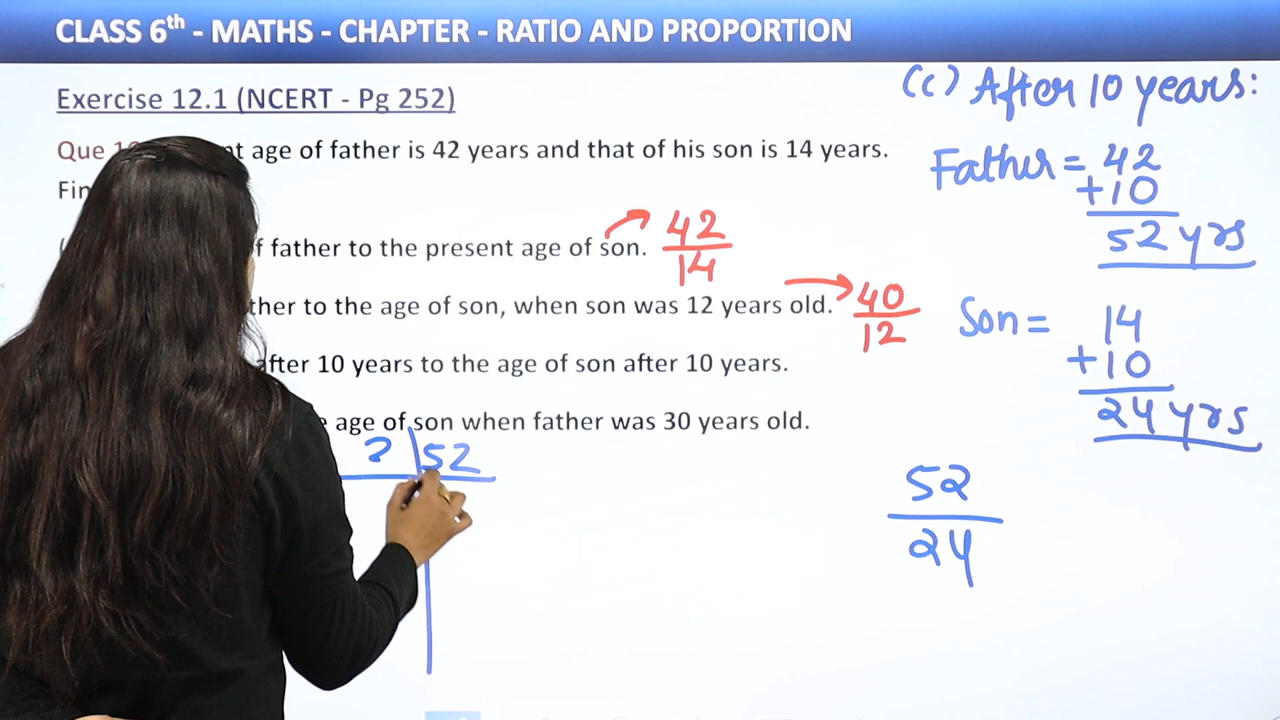 CLASS 6th - MATHS - CHAPTER - RATIO AND PROPORTION
Exercise 12.1 (NCERT - Pg 252)
Que age of father is 42 years and that of his son is 14 years.
father to the present age of son. 42/14
to the age of son, when son was 12 years old. 40/12
after 10 years to the age of son after 10 years.
age of son when father was 30 years old.
2 | 52
(c) After 10 years:
Father = 42
+10
52 yrs
Son = 14
+10
24 yrs
52
24